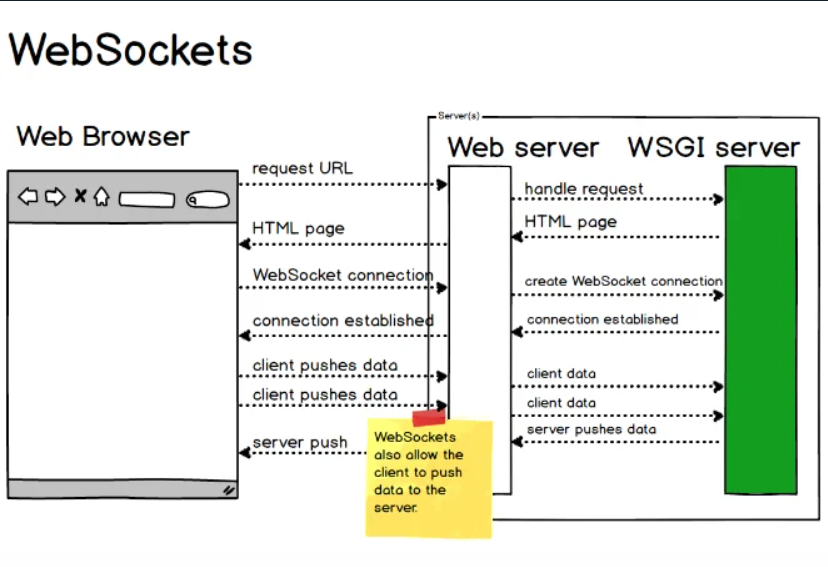 WebSockets
Server(s)
Web Browser
Web server
WSGI server
request URL
handle request
HTML page
HTML page
WebSocket connection
create WebSocket connection
connection established
connection established
client pushes data
client data
client pushes data
client data
server push
server pushes data
WebSockets
also allow the
client to push
data to the
server.